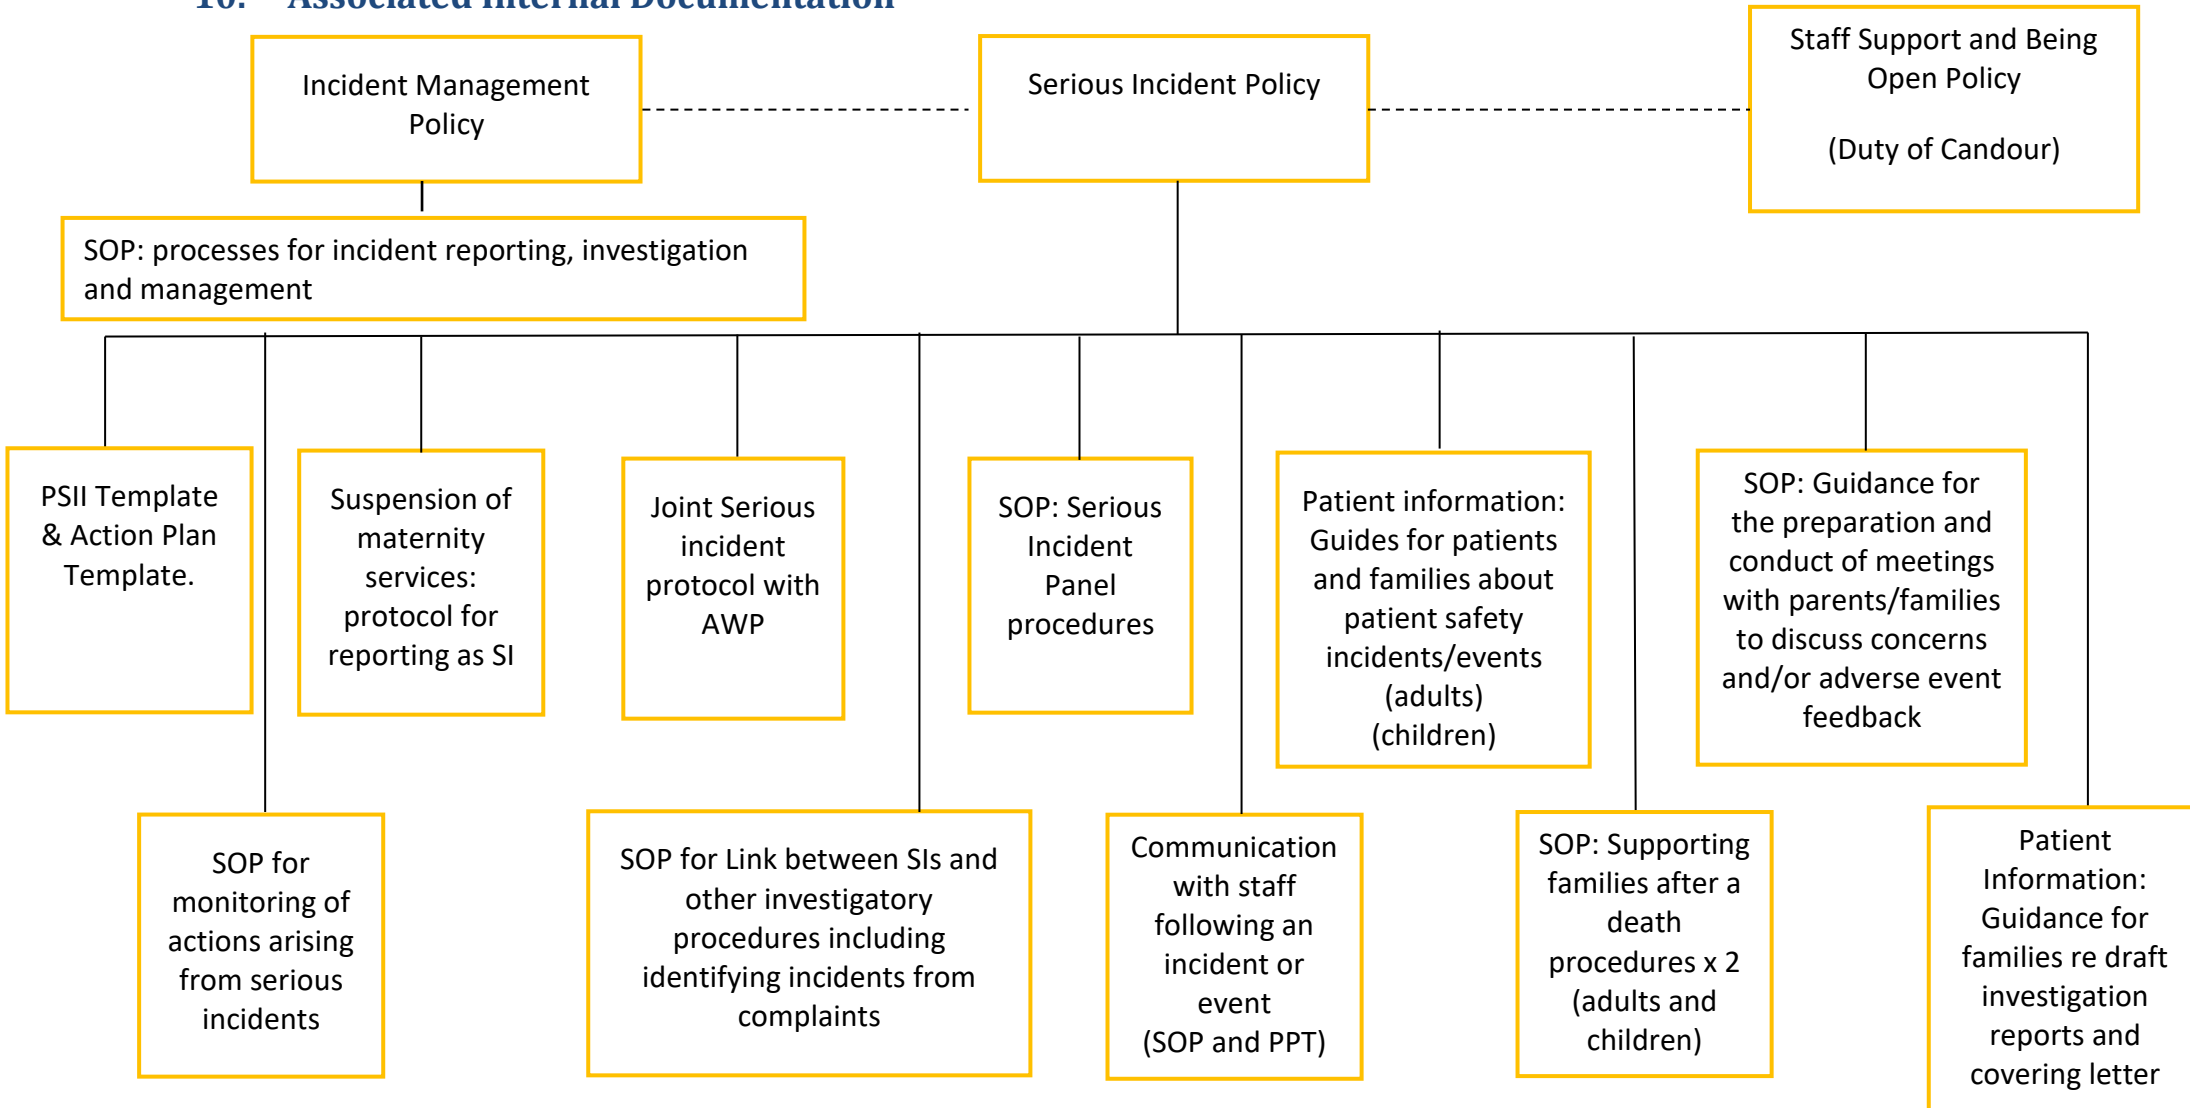 10. Associated Internal Documentation
Incident Management
Policy
Serious Incident Policy
Staff Support and Being
Open Policy
(Duty of Candour)
SOP: processes for incident reporting, investigation
and management
PSII Template
& Action Plan
Template.
Suspension of
maternity
services:
protocol for
reporting as SI
Joint Serious
incident
protocol with
AWP
SOP: Serious
Incident
Panel
procedures
Patient information:
Guides for patients
and families about
patient safety
incidents/events
(adults)
(children)
SOP: Guidance for
the preparation and
conduct of meetings
with parents/families
to discuss concerns
and/or adverse event
feedback
SOP for
monitoring of
actions arising
from serious
incidents
SOP for Link between SIs and
other investigatory
procedures including
identifying incidents from
complaints
Communication
with staff
following an
incident or
event
(SOP and PPT)
SOP: Supporting
families after a
death
procedures x 2
(adults and
children)
Patient
Information:
Guidance for
families re draft
investigation
reports and
covering letter